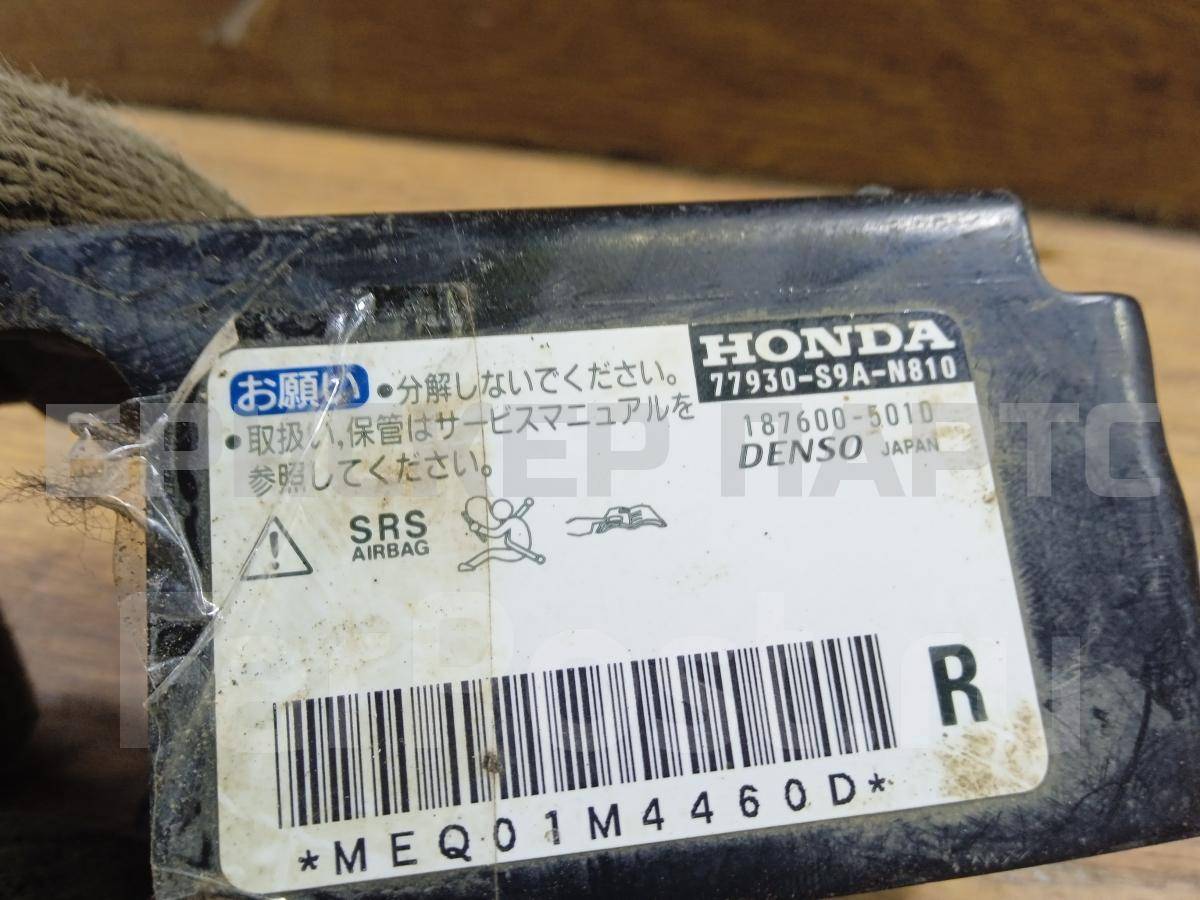 HONDA
77930-S9A-N810
187600-5010
DENSO JAPAN
お願い ●分解しないでください。
●取扱い,保管はサービスマニュアルを
参照してください。
SRS
AIRBAG
R
*MEQ01M4460D*
ПАРТС